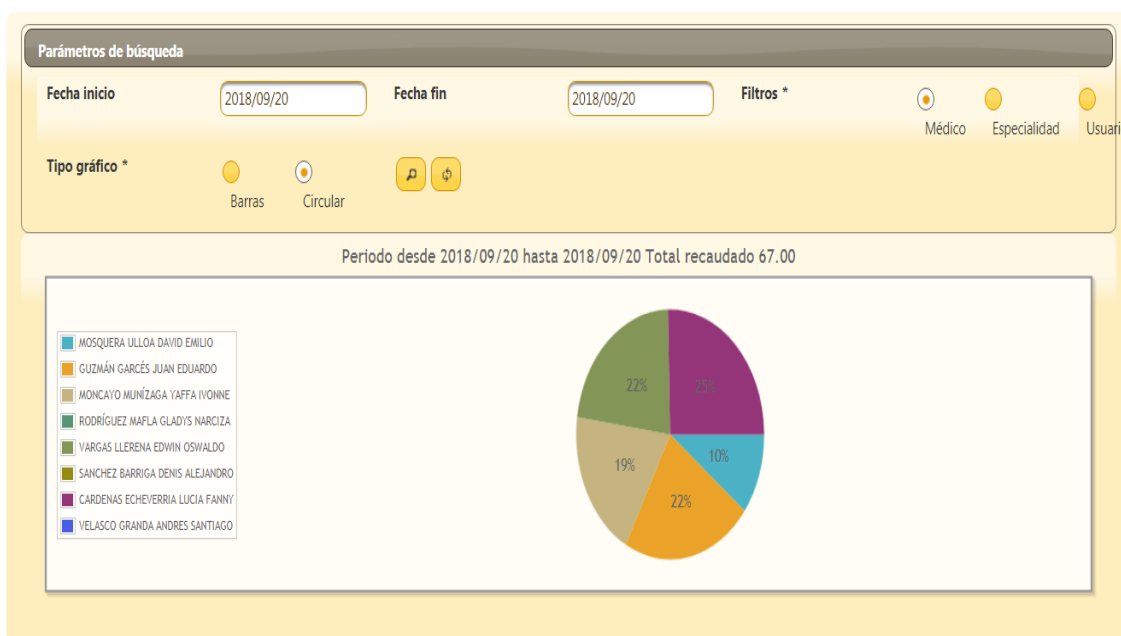 Parámetros de búsqueda
Fecha inicio 2018/09/20 Fecha fin 2018/09/20 Filtros *
Médico Especialidad Usuari
Tipo gráfico *
Barras Circular
Periodo desde 2018/09/20 hasta 2018/09/20 Total recaudado 67.00
MOSQUERA ULLOA DAVID EMILIO
GUZMÁN GARCÉS JUAN EDUARDO
MONCAYO MUNÍZAGA YAFFA IVONNE
RODRÍGUEZ MAFLA GLADYS NARCIZA
VARGAS LLERENA EDWIN OSWALDO
SANCHEZ BARRIGA DENIS ALEJANDRO
CARDENAS ECHEVERRIA LUCIA FANNY
VELASCO GRANDA ANDRES SANTIAGO
22% 25%
19% 10%
22%